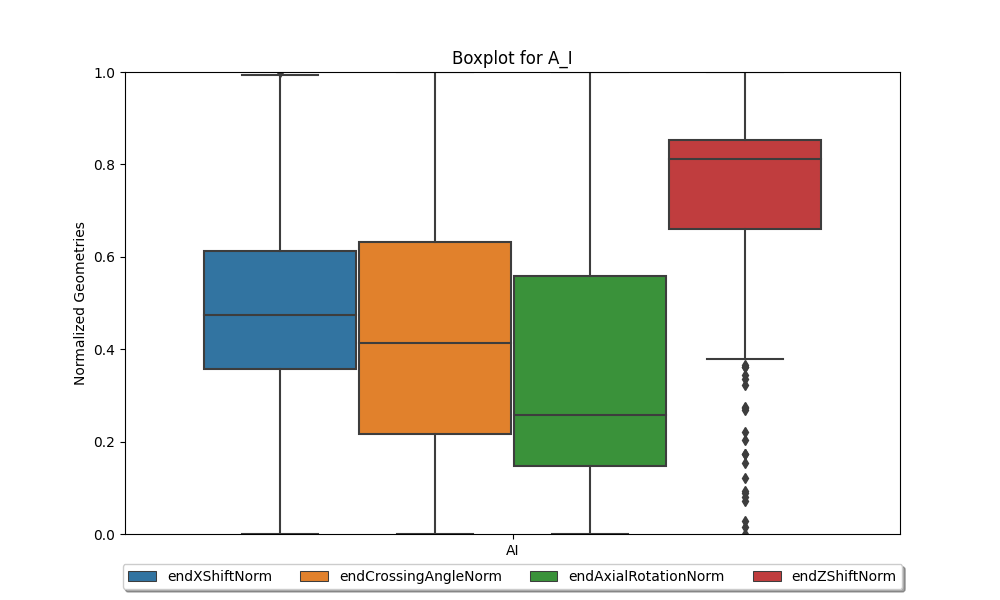 Boxplot for A_I
1.0
0.8
0.6
0.4
0.2
0.0
Normalized Geometries
AI
endXShiftNorm endCrossingAngleNorm endAxialRotationNorm endZShiftNorm